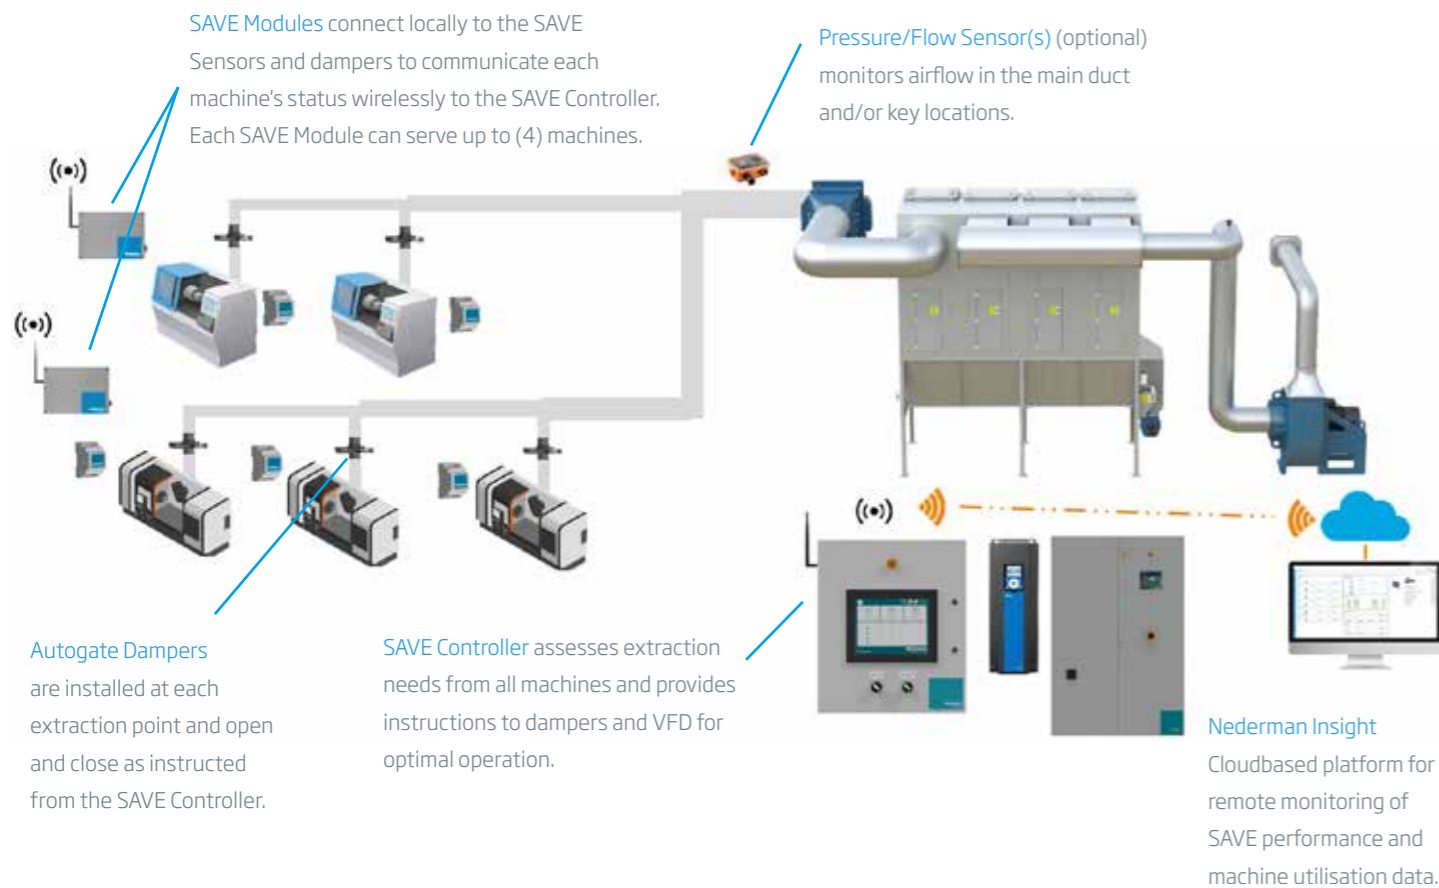 SAVE Modules connect locally to the SAVE
Sensors and dampers to communicate each
machine's status wirelessly to the SAVE Controller.
Each SAVE Module can serve up to (4) machines.
Pressure/Flow Sensor(s) (optional)
monitors airflow in the main duct
and/or key locations.
Autogate Dampers
are installed at each
extraction point and open
and close as instructed
from the SAVE Controller.
SAVE Controller assesses extraction
needs from all machines and provides
instructions to dampers and VFD for
optimal operation.
Nederman Insight
Cloudbased platform for
remote monitoring of
SAVE performance and
machine utilisation data.